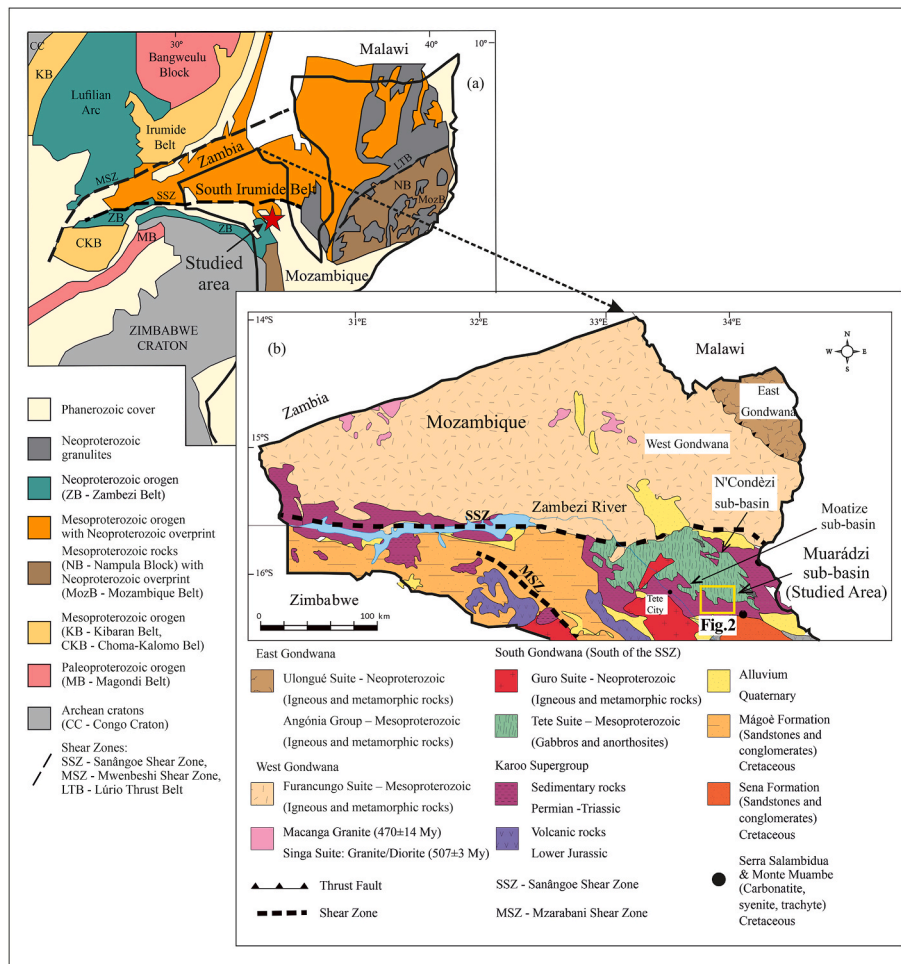 CC
30°
Malawi
40°
10°
KB
Bangweulu
Block
(a)
Lufilian
Arc
Irumide
Belt
Zambia
MSZ
LTB
SSZ
South Irumide Belt
NB
MozB
ZB
ZB
CKB
MB
Studied
area
Mozambique
ZIMBABWE
CRATON
Phanerozoic cover
Neoproterozoic
granulites
Neoproterozoic orogen
(ZB - Zambezi Belt)
Mesoproterozoic orogen
with Neoproterozoic overprint
Mesoproterozoic rocks
(NB - Nampula Block) with
Neoproterozoic overprint
(MozB - Mozambique Belt)
Mesoproterozoic orogen
(KB - Kibaran Belt,
CKB - Choma-Kalomo Bel)
Paleoproterozoic orogen
(MB - Magondi Belt)
Archean cratons
(CC - Congo Craton)
Shear Zones:
SSZ - Sanângoe Shear Zone,
MSZ - Mwenbeshi Shear Zone,
LTB - Lúrio Thrust Belt
14°S
31°E
32°E
33°E
34°E
(b)
Malawi
N
W
E
S
East
Gondwana
Zambia
Mozambique
West Gondwana
15°S
N'Condèzi
sub-basin
Zambezi River
SSZ
Moatize
sub-basin
Muarádzi
sub-basin
(Studied Area)
16°S
MSZ
Tete
City
Zimbabwe
Fig.2
0
100 km
East Gondwana
Ulongué Suite - Neoproterozoic
(Igneous and metamorphic rocks)
Angónia Group – Mesoproterozoic
(Igneous and metamorphic rocks)
West Gondwana
Furancungo Suite – Mesoproterozoic
(Igneous and metamorphic rocks)
Macanga Granite (470±14 My)
Singa Suite: Granite/Diorite (507±3 My)
Thrust Fault
Shear Zone
South Gondwana (South of the SSZ)
Guro Suite - Neoproterozoic
(Igneous and metamorphic rocks)
Tete Suite – Mesoproterozoic
(Gabbros and anorthosites)
Karoo Supergroup
Sedimentary rocks
Permian -Triassic
Volcanic rocks
Lower Jurassic
SSZ - Sanângoe Shear Zone
MSZ - Mzarabani Shear Zone
Alluvium
Quaternary
Mágoè Formation
(Sandstones and
conglomerates)
Cretaceous
Sena Formation
(Sandstones and
conglomerates)
Cretaceous
Serra Salambidua
& Monte Muambe
(Carbonatite,
syenite, trachyte)
Cretaceous